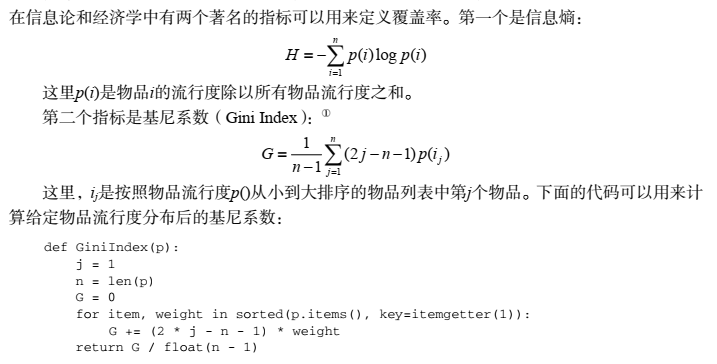 在信息论和经济学中有两个著名的指标可以用来定义覆盖率。第一个是信息熵：
H = -∑_{i=1}^{n} p(i) log p(i)
这里p(i)是物品i的流行度除以所有物品流行度之和。
第二个指标是基尼系数（Gini Index）：①
G = \frac{1}{n-1} ∑_{j=1}^{n} (2j-n-1) p(i_j)
这里，i_j是按照物品流行度p()从小到大排序的物品列表中第j个物品。下面的代码可以用来计
算给定物品流行度分布后的基尼系数：
def GiniIndex(p):
    j = 1
    n = len(p)
    G = 0
    for item, weight in sorted(p.items(), key=itemgetter(1)):
        G += (2 * j - n - 1) * weight
    return G / float(n - 1)